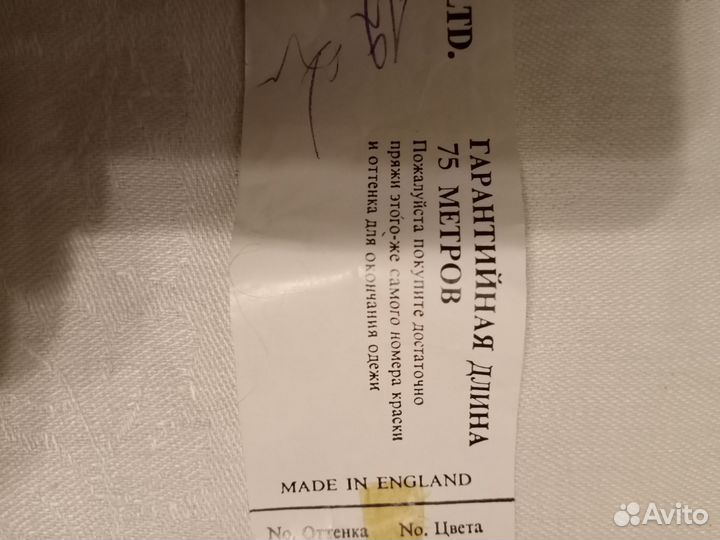 LTD.
ГАРАНТИЙНАЯ ДЛИНА
75 МЕТРОВ
Пожалуйста покупите достаточно
пряжи этого-же самого номера краски
и оттенка для окончания одежи
MADE IN ENGLAND
No. Оттенка No. Цвета
Avito